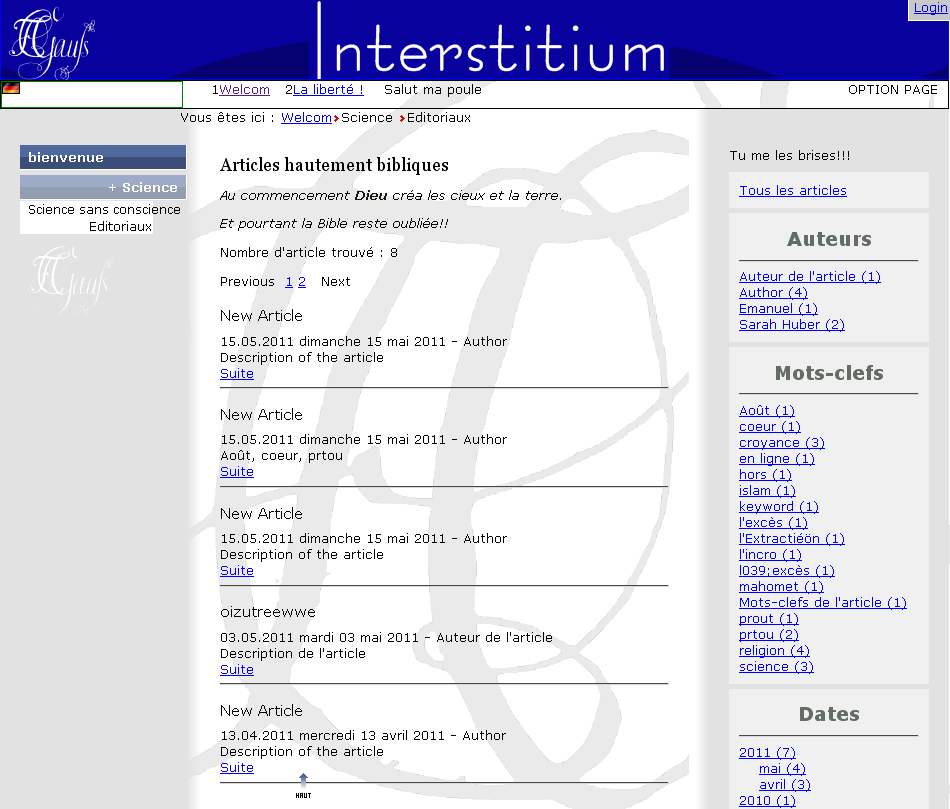 Login
Gaufs
Interstitium
1Welcom 2La liberté ! Salut ma poule OPTION PAGE
Vous êtes ici : Welcom Science Editoriaux
bienvenue
+ Science
Science sans conscience
Editoriaux
Articles hautement bibliques
Au commencement Dieu créa les cieux et la terre.
Et pourtant la Bible reste oubliée!!
Nombre d'article trouvé : 8
Previous 1 2 Next
New Article
15.05.2011 dimanche 15 mai 2011 - Author
Description of the article
Suite
New Article
15.05.2011 dimanche 15 mai 2011 - Author
Août, coeur, prtou
Suite
New Article
15.05.2011 dimanche 15 mai 2011 - Author
Description of the article
Suite
oizutreewwe
03.05.2011 mardi 03 mai 2011 - Auteur de l'article
Description de l'article
Suite
New Article
13.04.2011 mercredi 13 avril 2011 - Author
Description of the article
Suite
HAUT
Tu me les brises!!!
Tous les articles
Auteurs
Auteur de l'article (1)
Author (4)
Emanuel (1)
Sarah Huber (2)
Mots-clefs
Août (1)
coeur (1)
croyance (3)
en ligne (1)
hors (1)
islam (1)
keyword (1)
l'excès (1)
l'Extractiéön (1)
l'incro (1)
l039;excès (1)
mahomet (1)
Mots-clefs de l'article (1)
prout (1)
prtou (2)
religion (4)
science (3)
Dates
2011 (7)
mai (4)
avril (3)
2010 (1)